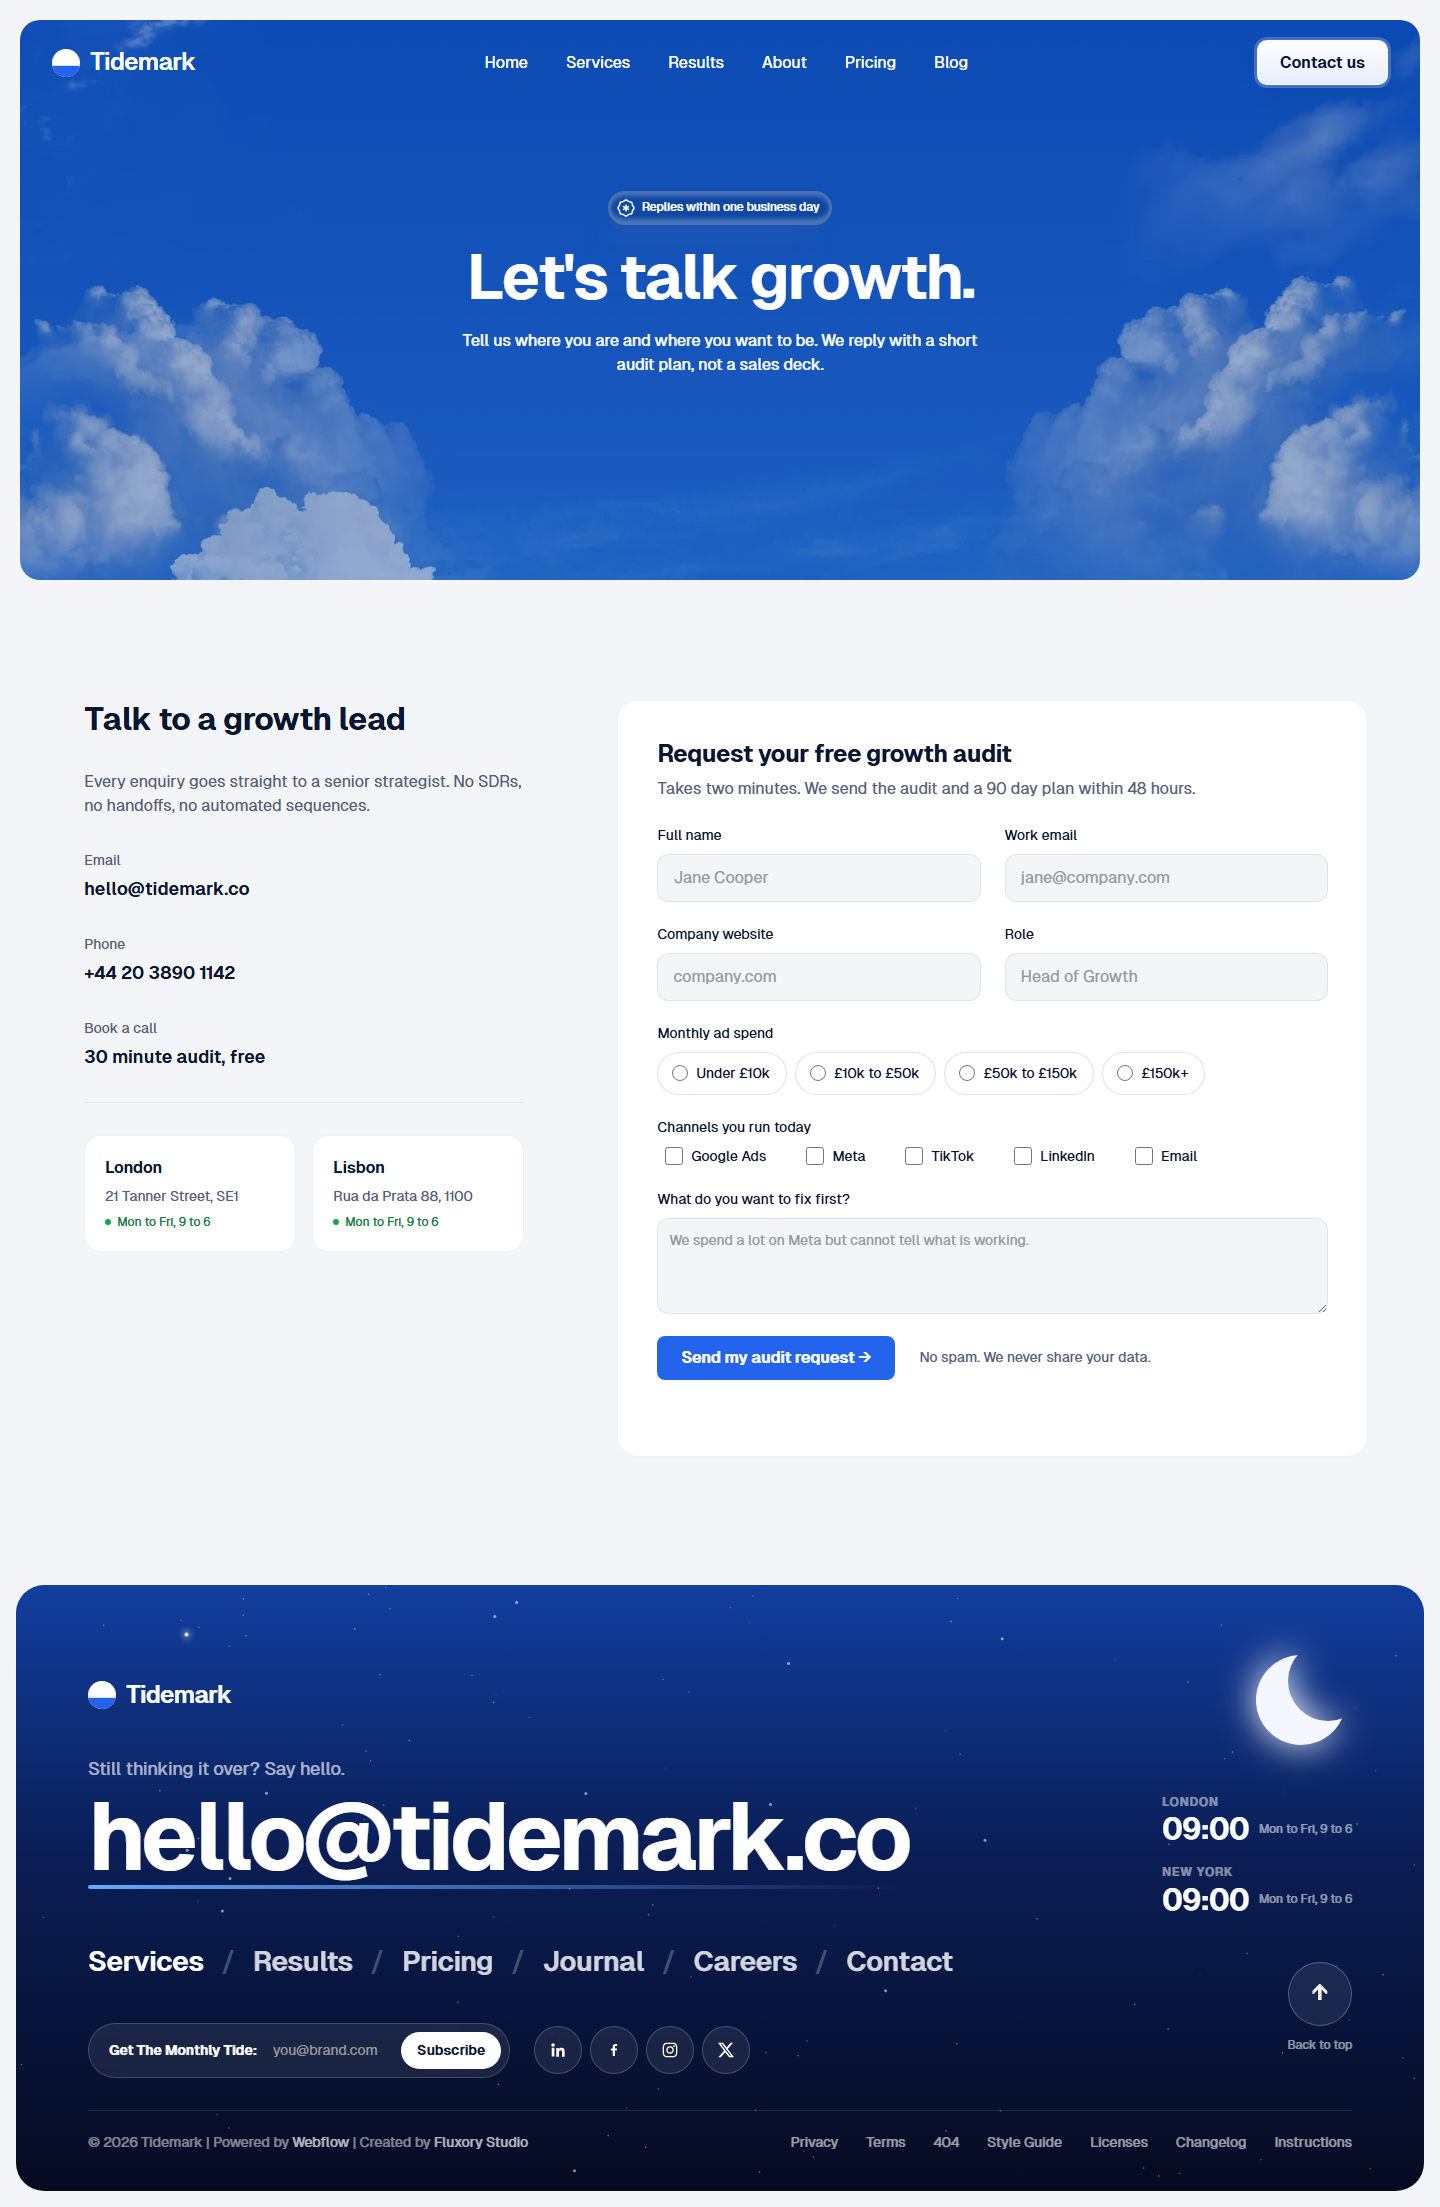 Tidemark
Home Services Results About Pricing Blog
Contact us
Replies within one business day
Let's talk growth.
Tell us where you are and where you want to be. We reply with a short
audit plan, not a sales deck.
Talk to a growth lead
Every enquiry goes straight to a senior strategist. No SDRs,
no handoffs, no automated sequences.
Email
hello@tidemark.co
Phone
+44 20 3890 1142
Book a call
30 minute audit, free
London
21 Tanner Street, SE1
Mon to Fri, 9 to 6
Lisbon
Rua da Prata 88, 1100
Mon to Fri, 9 to 6
Request your free growth audit
Takes two minutes. We send the audit and a 90 day plan within 48 hours.
Full name
Jane Cooper
Work email
jane@company.com
Company website
company.com
Role
Head of Growth
Monthly ad spend
Under £10k £10k to £50k £50k to £150k £150k+
Channels you run today
Google Ads Meta TikTok LinkedIn Email
What do you want to fix first?
We spend a lot on Meta but cannot tell what is working.
Send my audit request →
No spam. We never share your data.
Tidemark
Still thinking it over? Say hello.
hello@tidemark.co
LONDON
09:00 Mon to Fri, 9 to 6
NEW YORK
09:00 Mon to Fri, 9 to 6
Services / Results / Pricing / Journal / Careers / Contact
Get The Monthly Tide: you@brand.com Subscribe
Back to top
© 2026 Tidemark | Powered by Webflow | Created by Fluxory Studio
Privacy Terms 404 Style Guide Licenses Changelog Instructions